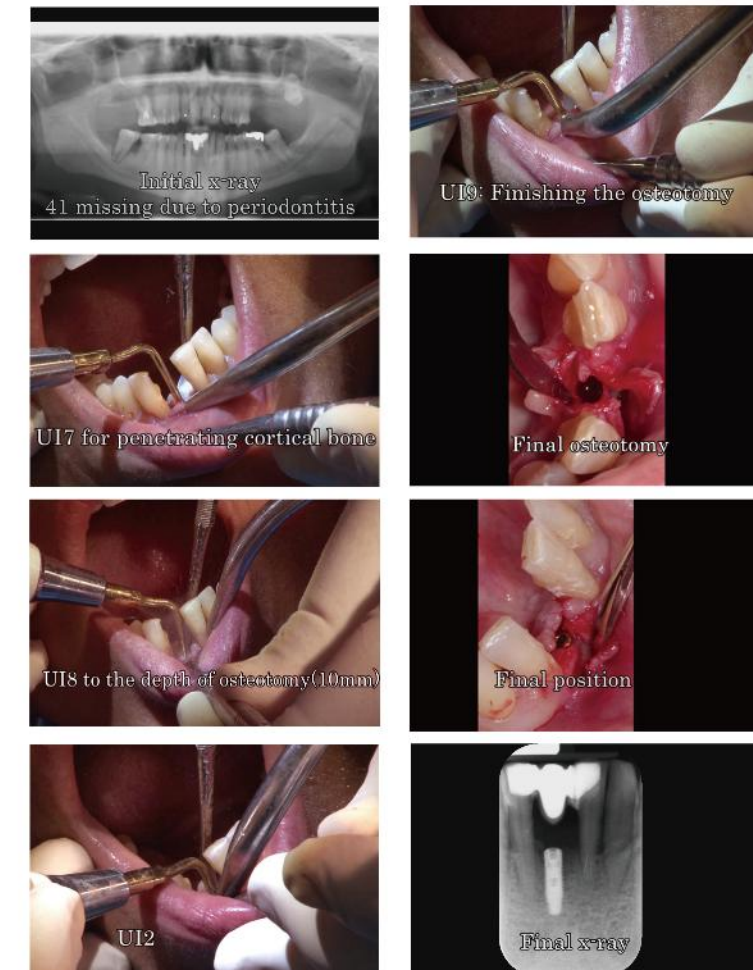 Initial x-ray
41 missing due to periodontitis
UI7 for penetrating cortical bone
UI8 to the depth of osteotomy(10mm)
UI2
UI9: Finishing the osteotomy
Final osteotomy
Final position
Final x-ray